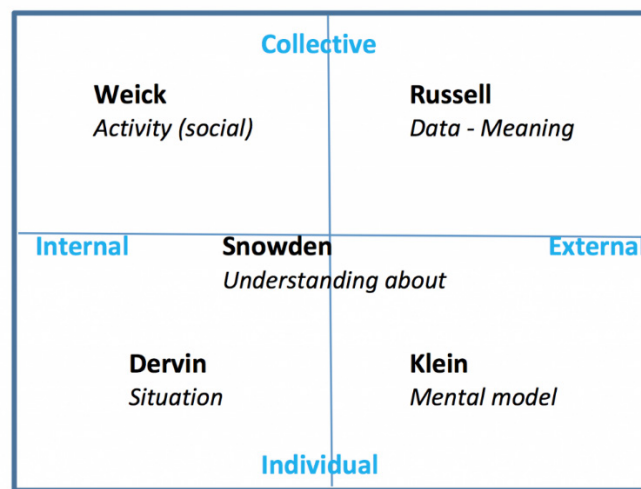 Collective
Weick
Activity (social)
Russell
Data - Meaning
Internal
Snowden
External
Understanding about
Dervin
Situation
Klein
Mental model
Individual